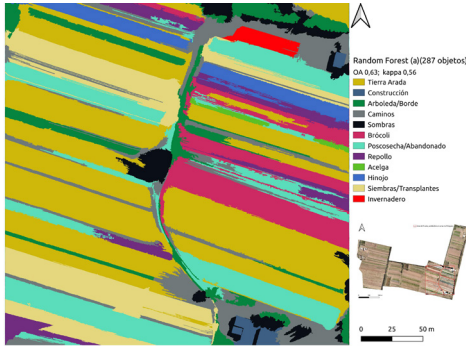 Random Forest (a)(287 objetos)
OA 0,63; kappa 0,56
Tierra Arada
Construcción
Arboleda/Borde
Caminos
Sombras
Brócoli
Poscosecha/Abandonado
Repollo
Acelga
Hinojo
Siembras/Transplantes
Invernadero
0 25 50 m